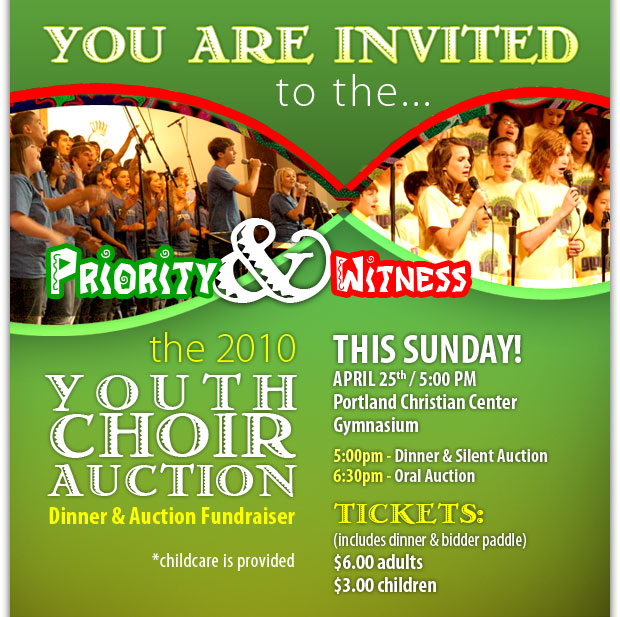 YOU ARE INVITED
to the...
PRIORITY & WITNESS
the 2010
YOUTH
CHOIR
AUCTION
Dinner & Auction Fundraiser
*childcare is provided
THIS SUNDAY!
APRIL 25th / 5:00 PM
Portland Christian Center
Gymnasium
5:00pm - Dinner & Silent Auction
6:30pm - Oral Auction
TICKETS:
(includes dinner & bidder paddle)
$6.00 adults
$3.00 children